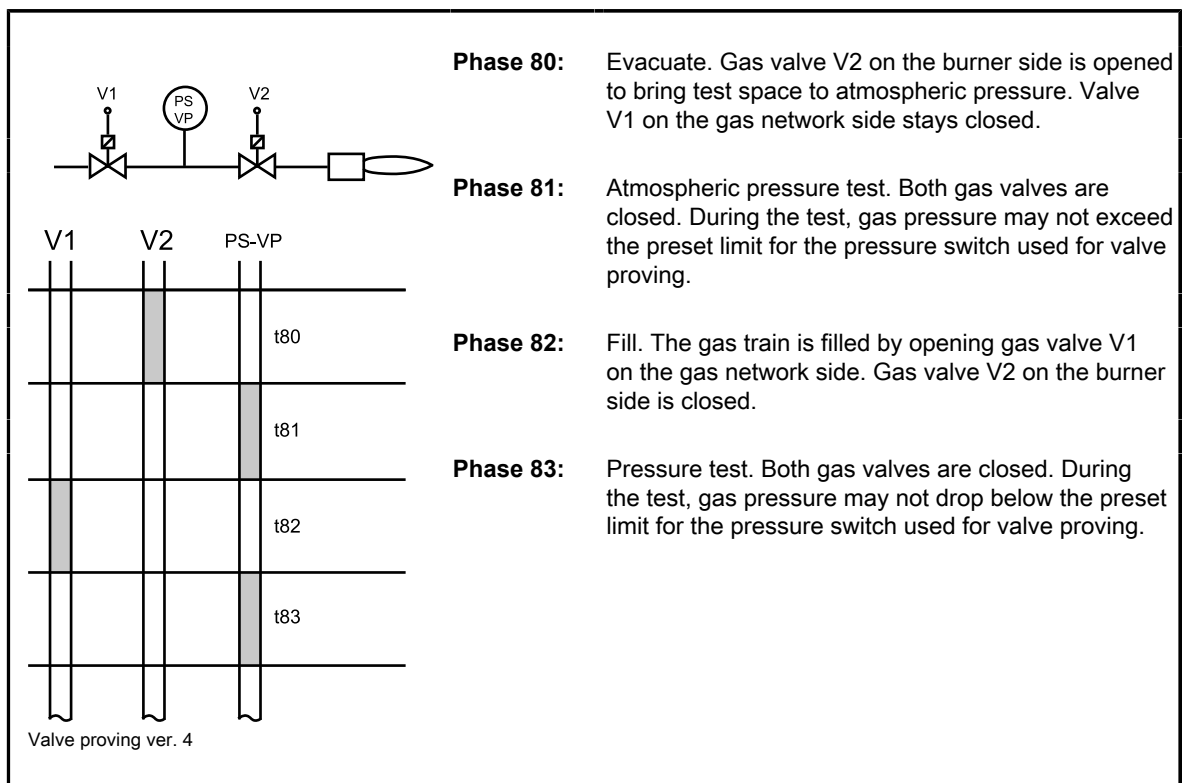 V1
PS
VP
V2
V1
V2
PS-VP
t80
t81
t82
t83
Valve proving ver. 4
Phase 80: Evacuate. Gas valve V2 on the burner side is opened
to bring test space to atmospheric pressure. Valve
V1 on the gas network side stays closed.
Phase 81: Atmospheric pressure test. Both gas valves are
closed. During the test, gas pressure may not exceed
the preset limit for the pressure switch used for valve
proving.
Phase 82: Fill. The gas train is filled by opening gas valve V1
on the gas network side. Gas valve V2 on the burner
side is closed.
Phase 83: Pressure test. Both gas valves are closed. During
the test, gas pressure may not drop below the preset
limit for the pressure switch used for valve proving.